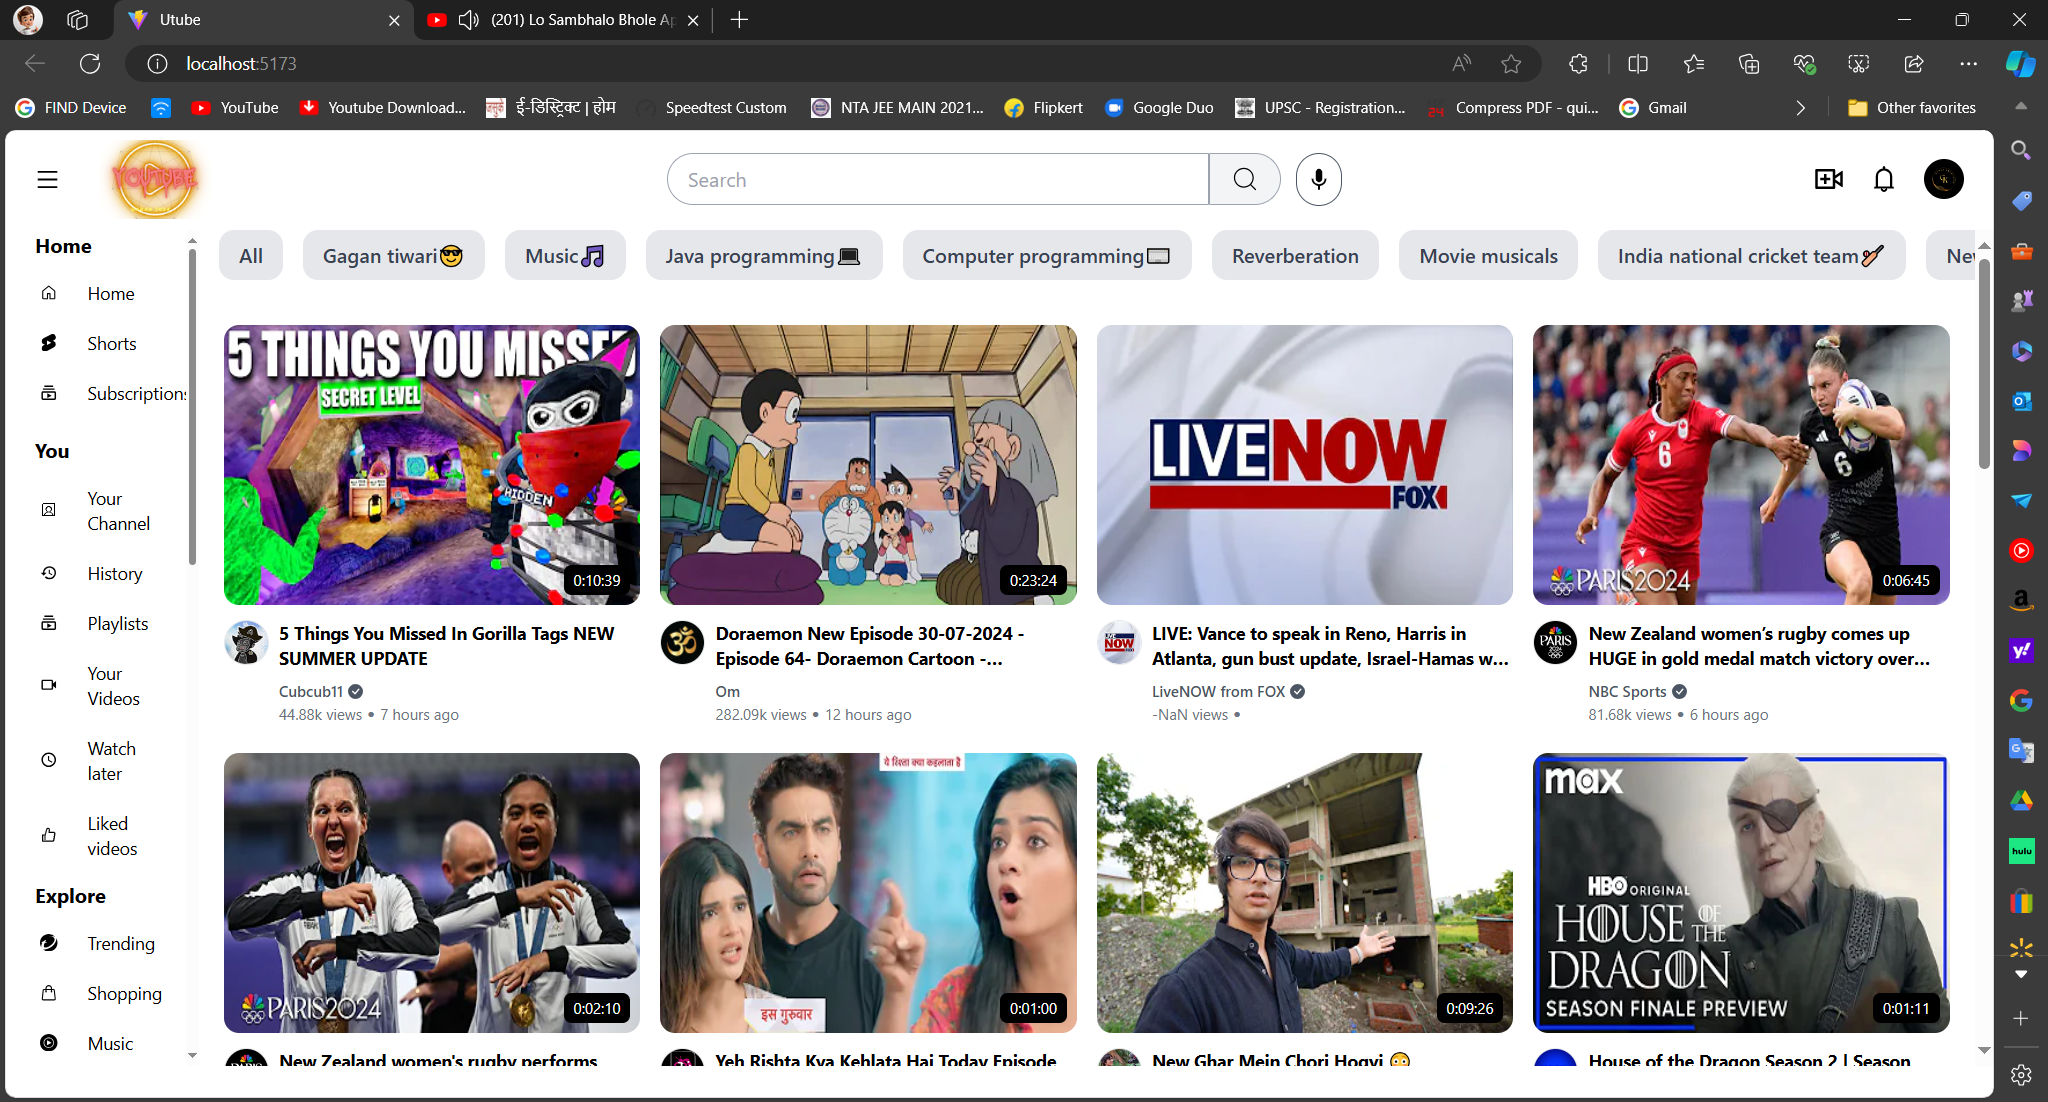 Utube
(201) Lo Sambhalo Bhole Ap
localhost:5173
FIND Device
YouTube
Youtube Download...
ई-डिस्ट्रिक्ट | होम
Speedtest Custom
NTA JEE MAIN 2021...
Flipkert
Google Duo
UPSC - Registration...
Compress PDF - qui...
Gmail
Other favorites
YOUTUBE
Search
Home
Home
Shorts
Subscriptions
You
Your
Channel
History
Playlists
Your
Videos
Watch
later
Liked
videos
Explore
Trending
Shopping
Music
All
Gagan tiwari😎
Music🎵
Java programming💻
Computer programming⌨️
Reverberation
Movie musicals
India national cricket team🏏
5 THINGS YOU MISSED
SECRET LEVEL
HIDDEN
0:10:39
5 Things You Missed In Gorilla Tags NEW
SUMMER UPDATE
Cubcub11
44.88k views • 7 hours ago
0:23:24
Doraemon New Episode 30-07-2024 -
Episode 64- Doraemon Cartoon -...
Om
282.09k views • 12 hours ago
LIVE NOW
FOX
LIVE: Vance to speak in Reno, Harris in
Atlanta, gun bust update, Israel-Hamas w...
LiveNOW from FOX
-NaN views •
6
6
PARIS2024
0:06:45
New Zealand women’s rugby comes up
HUGE in gold medal match victory over...
NBC Sports
81.68k views • 6 hours ago
PARIS2024
0:02:10
New Zealand women's rugby performs
ये रिश्ता क्या कहलाता है
इस गुरुवार
0:01:00
Yeh Rishta Kya Kehlata Hai Today Episode
0:09:26
New Ghar Mein Chori Hogyi 😳
max
HBO ORIGINAL
HOUSE OF THE
DRAGON
SEASON FINALE PREVIEW
0:01:11
House of the Dragon Season 2 | Season
hulu